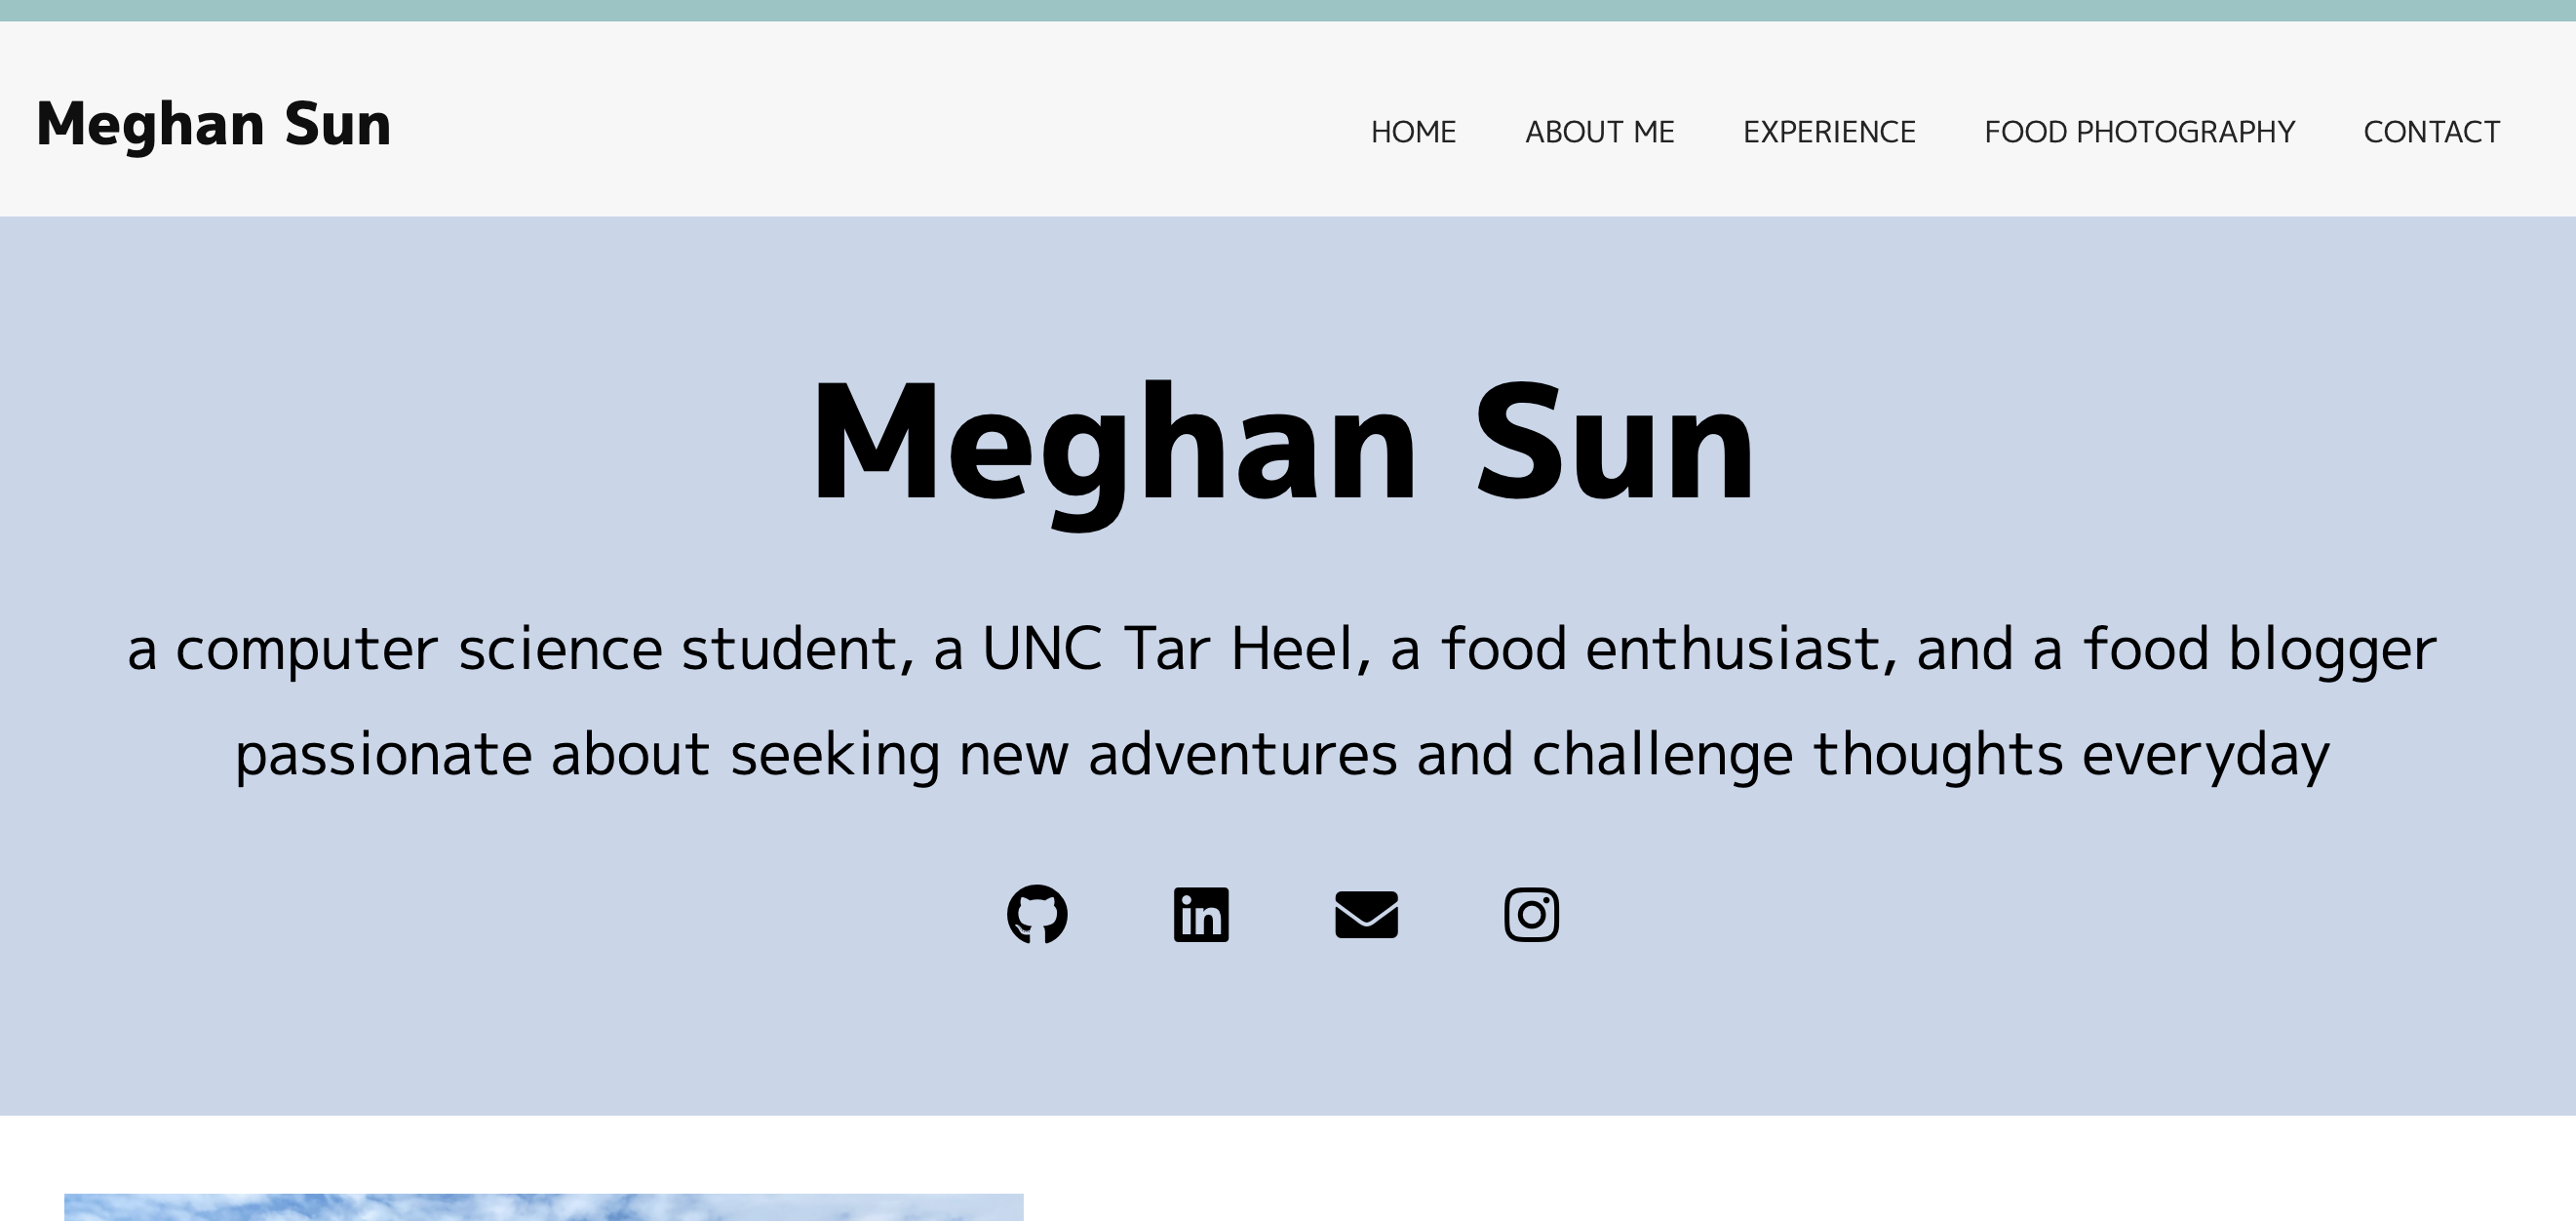 Meghan Sun
HOME ABOUT ME EXPERIENCE FOOD PHOTOGRAPHY CONTACT
Meghan Sun
a computer science student, a UNC Tar Heel, a food enthusiast, and a food blogger
passionate about seeking new adventures and challenge thoughts everyday